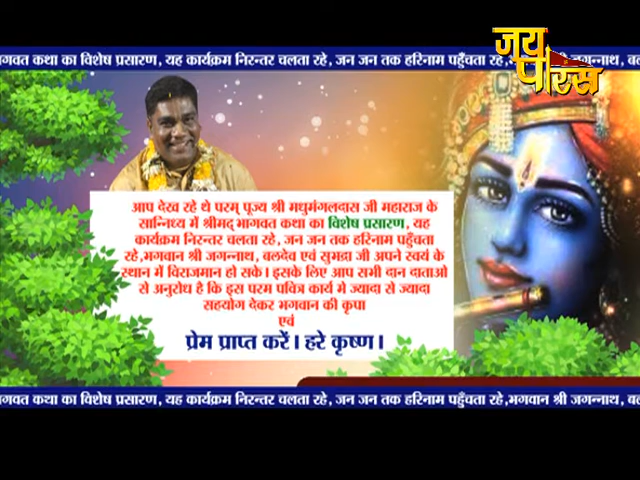 जय
पारस
गवत कथा का विशेष प्रसारण, यह कार्यक्रम निरन्तर चलता रहे, जन जन तक हरिनाम पहुँचता रहे, श्री जगन्नाथ, बल
आप देख रहे थे परम् पूज्य श्री मधुमंगलदास जी महाराज के
सान्निध्य में श्रीमद् भागवत कथा का विशेष प्रसारण, यह
कार्यक्रम निरन्तर चलता रहे, जन जन तक हरिनाम पहुँचता
रहे,भगवान श्री जगन्नाथ, बलदेव एवं सुभद्रा जी अपने स्वयं के
स्थान में विराजमान हो सके। इसके लिए आप सभी दान दाताओ
से अनुरोध है कि इस परम पवित्र कार्य मे ज्यादा से ज्यादा
सहयोग देकर भगवान की कृपा
एवं
प्रेम प्राप्त करें। हरे कृष्ण।
गवत कथा का विशेष प्रसारण, यह कार्यक्रम निरन्तर चलता रहे, जन जन तक हरिनाम पहुँचता रहे,भगवान श्री जगन्नाथ, बल